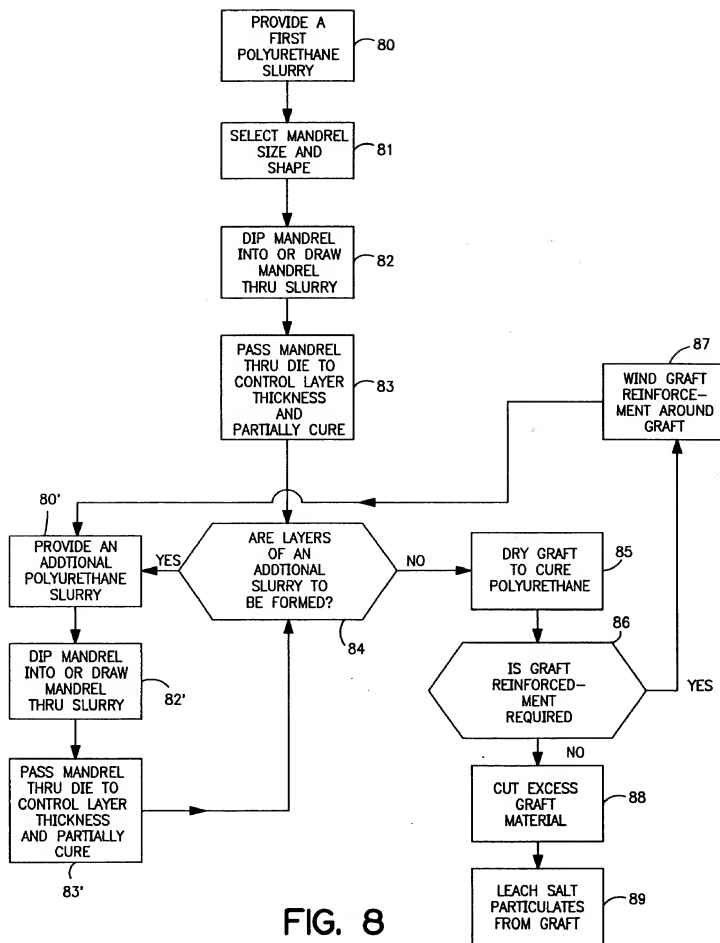 PROVIDE A
FIRST
POLYURETHANE
SLURRY
80
SELECT MANDREL
SIZE AND
SHAPE
81
DIP MANDREL
INTO OR DRAW
MANDREL
THRU SLURRY
82
PASS MANDREL
THRU DIE TO
CONTROL LAYER
THICKNESS
AND
PARTIALLY CURE
83
87
WIND GRAFT
REINFORCE-
MENT AROUND
GRAFT
80'
PROVIDE AN
ADDTIONAL
POLYURETHANE
SLURRY
YES
ARE LAYERS
OF AN
ADDTIONAL
SLURRY TO
BE FORMED?
84
NO
DRY GRAFT
TO CURE
POLYURETHANE
85
DIP MANDREL
INTO OR DRAW
MANDREL
THRU SLURRY
82'
86
IS GRAFT
REINFORCED-
MENT
REQUIRED
YES
NO
PASS MANDREL
THRU DIE TO
CONTROL LAYER
THICKNESS
AND PARTIALLY
CURE
83'
CUT EXCESS
GRAFT
MATERIAL
88
LEACH SALT
PARTICULATES
FROM GRAFT
89
FIG. 8